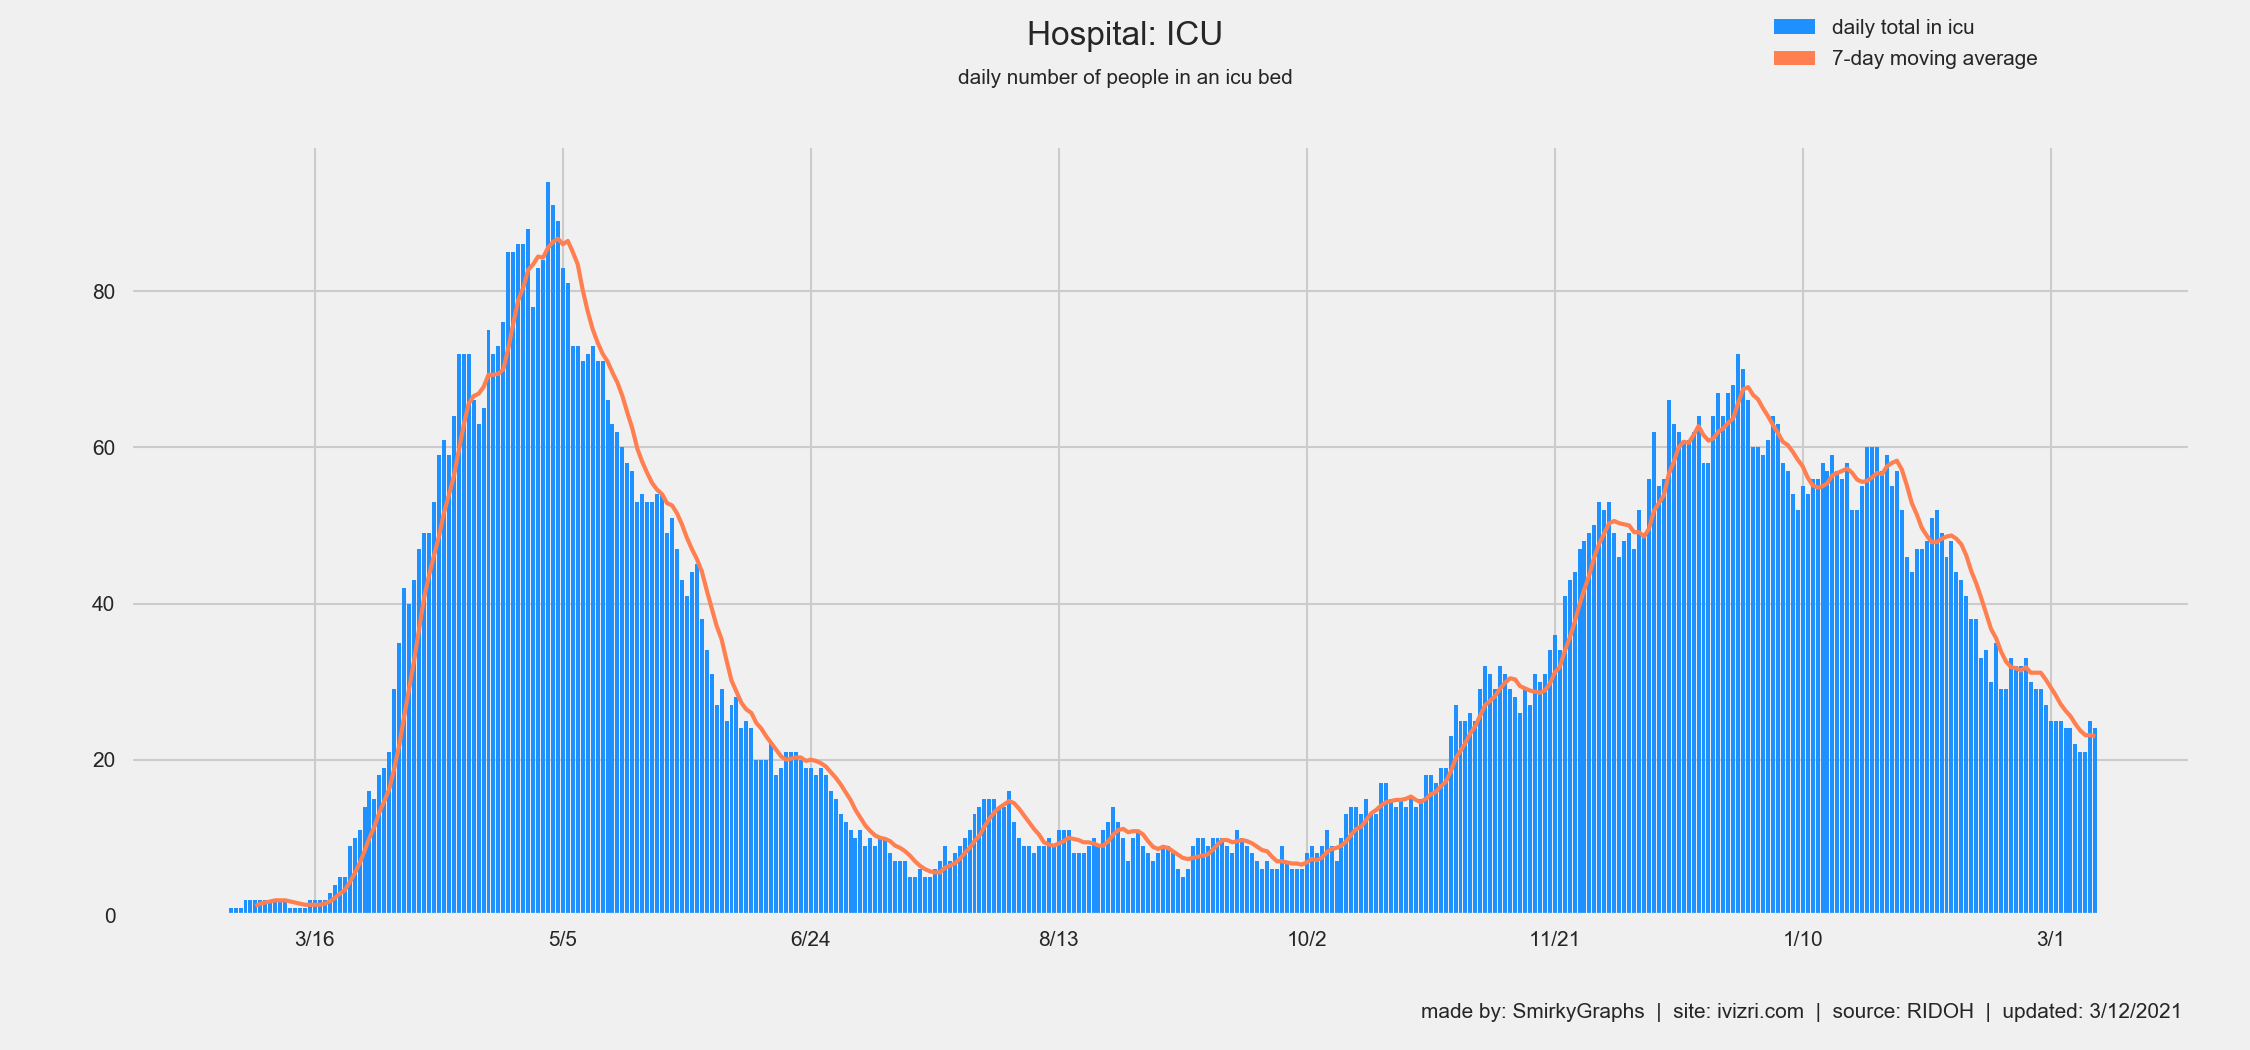 Hospital: ICU
daily number of people in an icu bed
daily total in icu
7-day moving average
80
60
40
20
0
3/16 5/5 6/24 8/13 10/2 11/21 1/10 3/1
made by: SmirkyGraphs | site: ivizri.com | source: RIDOH | updated: 3/12/2021